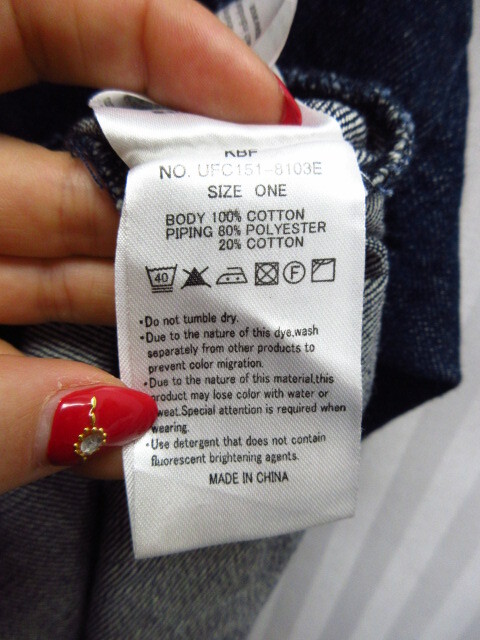 KBF
NO. UFC151-8103E
SIZE ONE
BODY 100% COTTON
PIPING 80% POLYESTER
20% COTTON
40 F
•Do not tumble dry.
•Due to the nature of this dye,wash
separately from other products to
prevent color migration.
•Due to the nature of this material,this
product may lose color with water or
sweat.Special attention is required when
wearing.
•Use detergent that does not contain
fluorescent brightening agents.
MADE IN CHINA